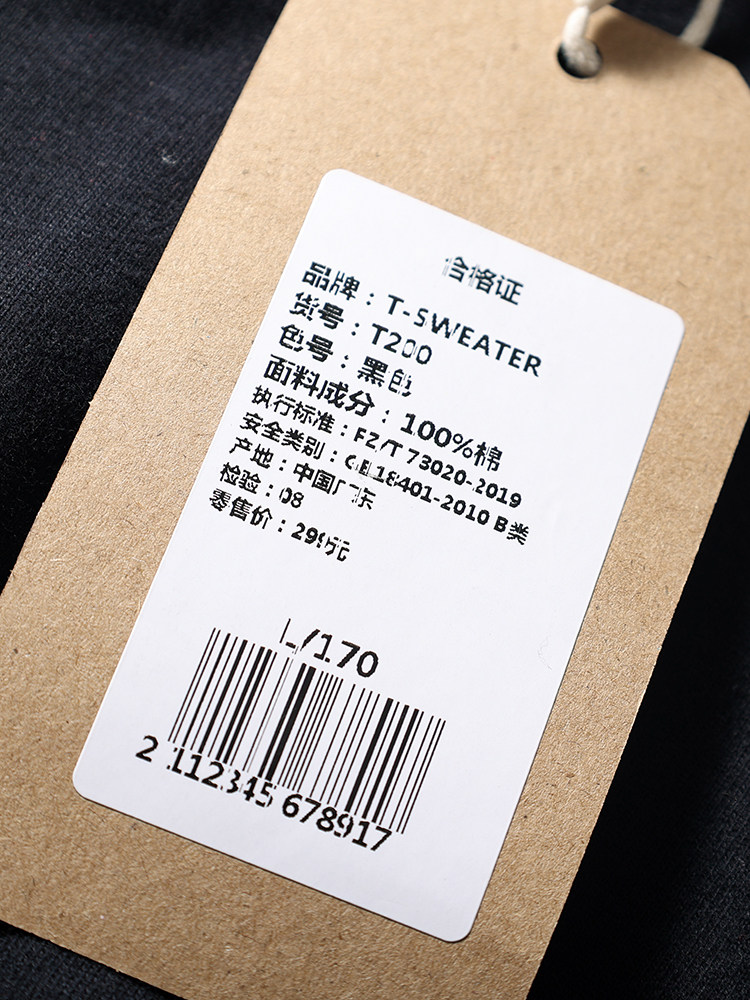 合格证
品牌：T-SWEATER
货号：T200
色号：黑色
面料成分：100%棉
执行标准：FZ/T 73020-2019
安全类别：GB18401-2010 B类
产地：中国广东
检验：08
零售价：299元
L/170
2 112345 678917